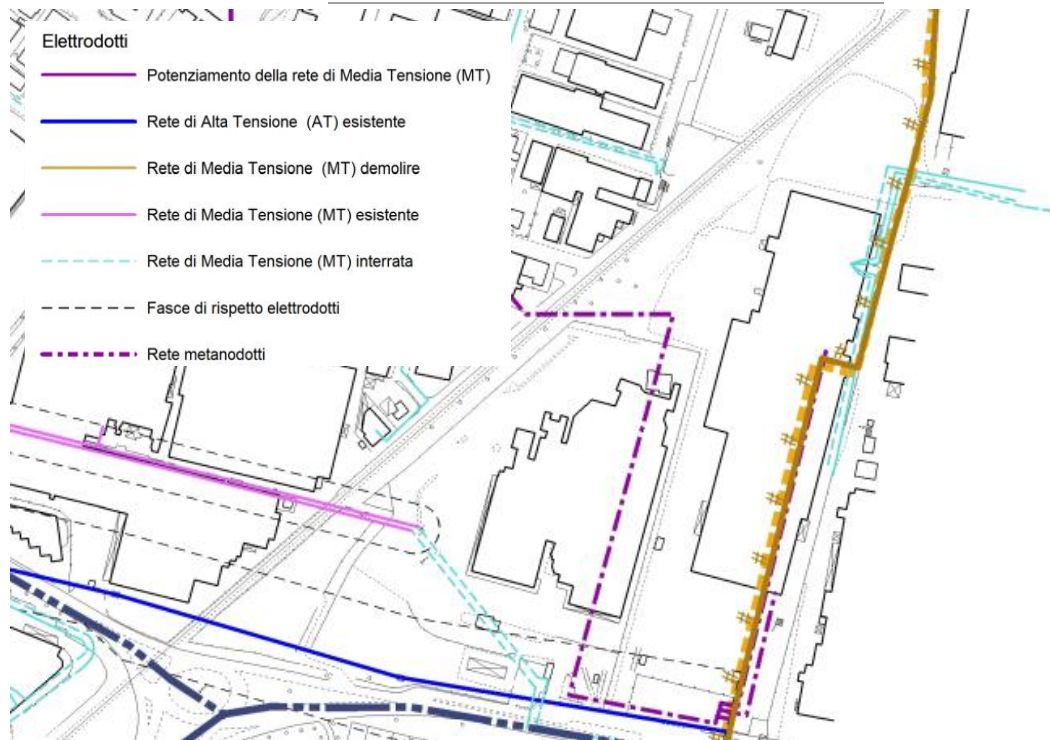 Elettrodotti
Potenziamento della rete di Media Tensione (MT)
Rete di Alta Tensione (AT) esistente
Rete di Media Tensione (MT) demolire
Rete di Media Tensione (MT) esistente
Rete di Media Tensione (MT) interrata
Fasce di rispetto elettrodotti
Rete metanodotti